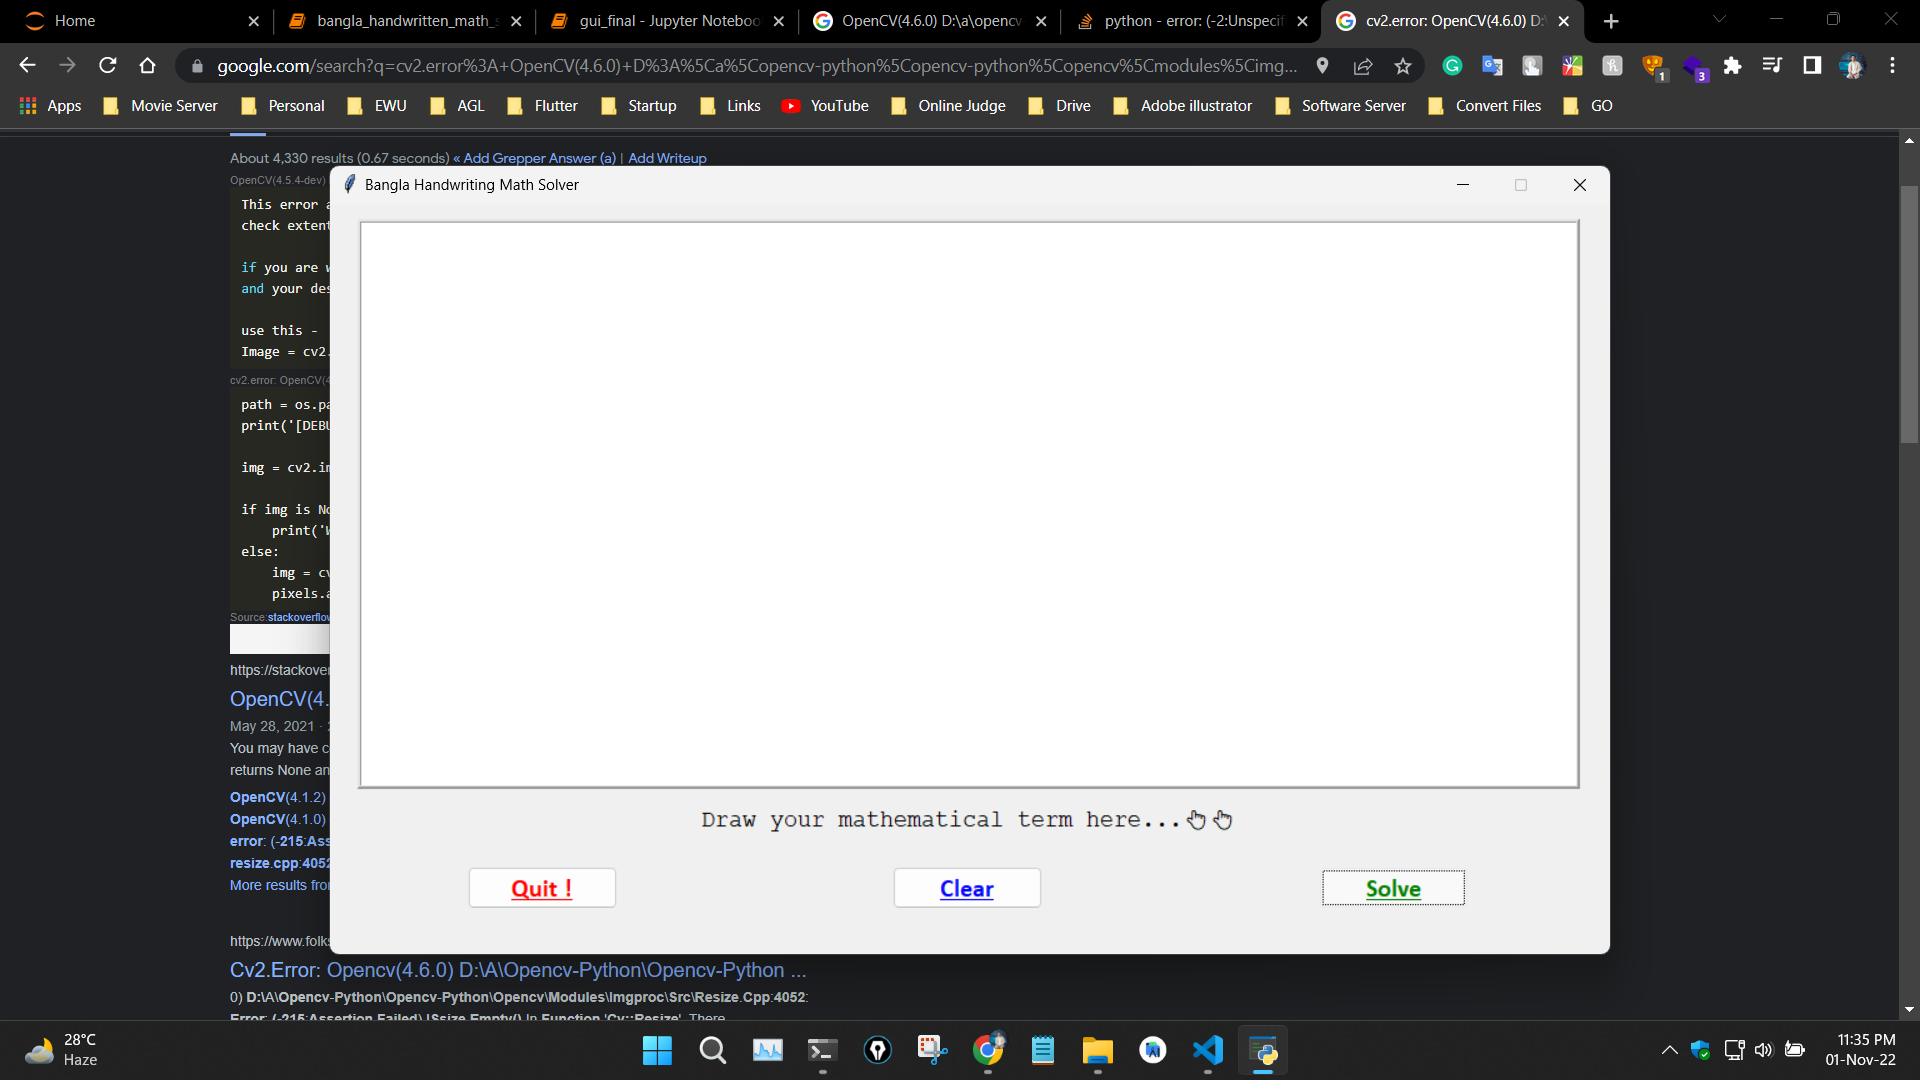 Home
bangla_handwritten_math_s
gui_final - Jupyter Noteboo
OpenCV(4.6.0) D:\a\opencv
python - error: (-2:Unspecif
cv2.error: OpenCV(4.6.0) D:\
google.com/search?q=cv2.error%3A+OpenCV(4.6.0)+D%3A%5Ca%5Copencv-python%5Copencv-python%5Copencv%5Cmodules%5Cimg...
1
3
Apps
Movie Server
Personal
EWU
AGL
Flutter
Startup
Links
YouTube
Online Judge
Drive
Adobe illustrator
Software Server
Convert Files
GO
About 4,330 results (0.67 seconds) « Add Grepper Answer (a) | Add Writeup
OpenCV(4.5.4-dev)
This error a
check extent
if you are w
and your des
use this -
Image = cv2.
cv2.error: OpenCV(4
path = os.pa
print('[DEBU
img = cv2.im
if img is No
print('W
else:
img = cv
pixels.a
Source:stackoverflow
https://stackover
OpenCV(4.
May 28, 2021 ·
You may have c
returns None an
OpenCV(4.1.2)
OpenCV(4.1.0)
error: (-215:Ass
resize.cpp:4052
More results from
https://www.folks
Cv2.Error: Opencv(4.6.0) D:\A\Opencv-Python\Opencv-Python ...
0) D:\A\Opencv-Python\Opencv-Python\Opencv\Modules\Imgproc\Src\Resize.Cpp:4052:
Error: (-215:Assertion Failed) !Ssize.Empty() In Function 'Cv::Resize'. There
Bangla Handwriting Math Solver
Draw your mathematical term here...👆👆
Quit !
Clear
Solve
28°C
Haze
11:35 PM
01-Nov-22